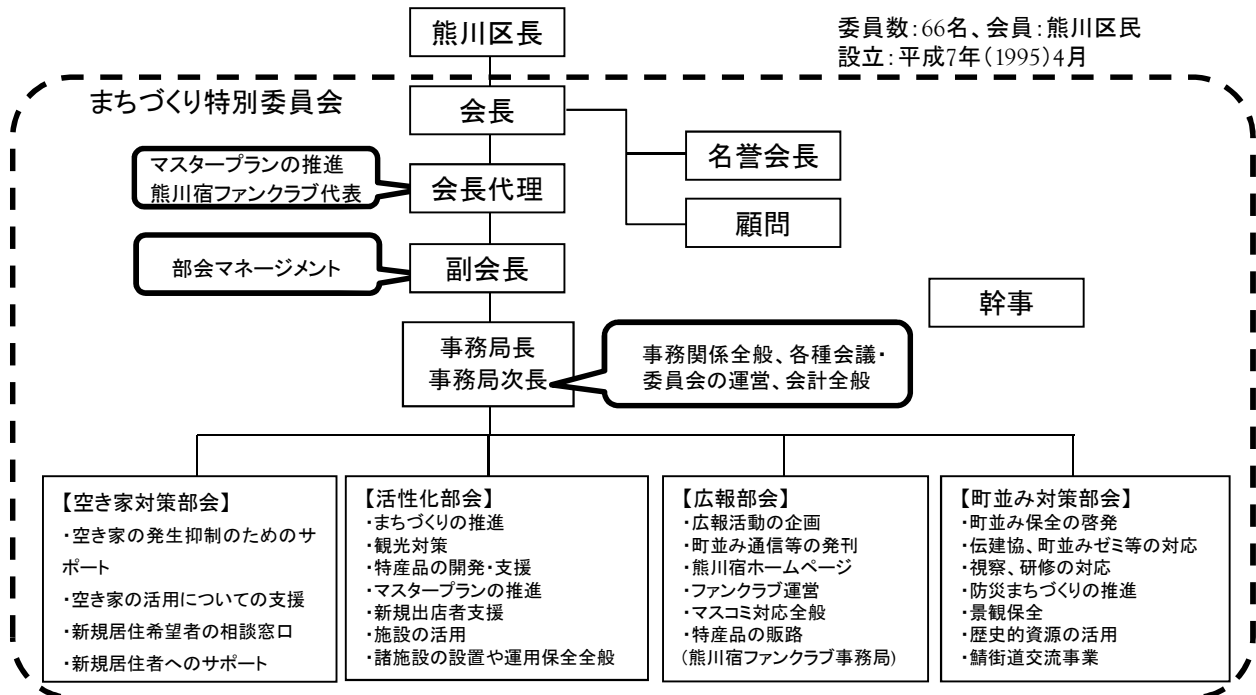 熊川区長
委員数：66名、会員：熊川区民
設立：平成7年（1995）4月
まちづくり特別委員会
会長
名誉会長
顧問
マスタープランの推進
熊川宿ファンクラブ代表
会長代理
部会マネージメント
副会長
幹事
事務局長
事務局次長
事務関係全般、各種会議・
委員会の運営、会計全般
【空き家対策部会】
・空き家の発生抑制のためのサ
ポート
・空き家の活用についての支援
・新規居住希望者の相談窓口
・新規居住者へのサポート
【活性化部会】
・まちづくりの推進
・観光対策
・特産品の開発・支援
・マスタープランの推進
・新規出店者支援
・施設の活用
・諸施設の設置や運用保全全般
【広報部会】
・広報活動の企画
・町並み通信等の発刊
・熊川宿ホームページ
・ファンクラブ運営
・マスコミ対応全般
・特産品の販路
(熊川宿ファンクラブ事務局)
【町並み対策部会】
・町並み保全の啓発
・伝建協、町並みゼミ等の対応
・視察、研修の対応
・防災まちづくりの推進
・景観保全
・歴史的資源の活用
・鯖街道交流事業